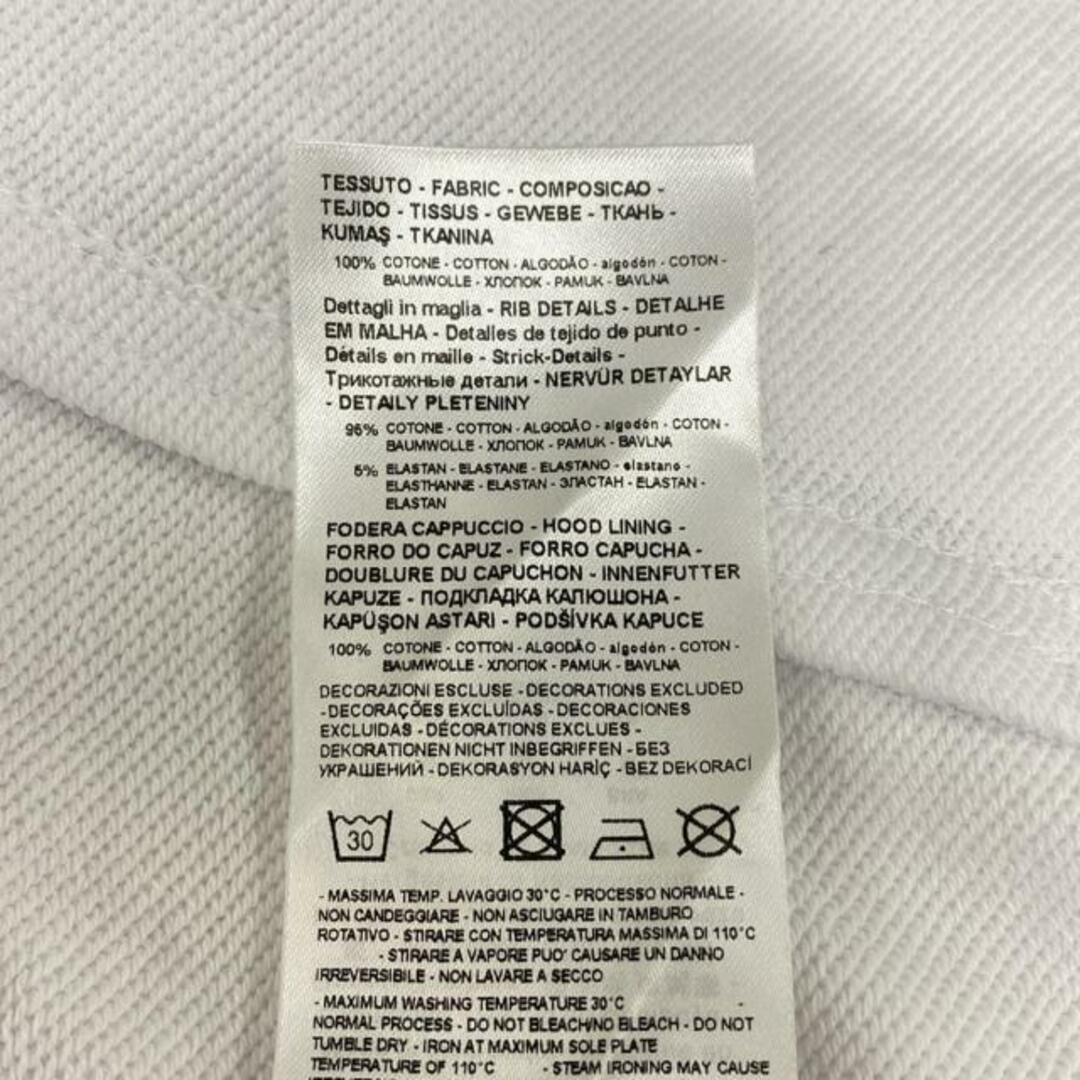 TESSUTO - FABRIC - COMPOSICAO -
TEJIDO - TISSUS - GEWEBE - ТКАНЬ -
KUMAŞ - TKANINA
100% COTONE - COTTON - ALGODÃO - algodón - COTON -
BAUMWOLLE - ХЛОПОК - PAMUK - BAVLNA
Dettagli in maglia - RIB DETAILS - DETALHE
EM MALHA - Detalles de tejido de punto -
Détails en maille - Strick-Details -
Трикотажные детали - NERVÜR DETAYLAR
- DETAILY PLETENINY
95% COTONE - COTTON - ALGODÃO - algodón - COTON -
BAUMWOLLE - ХЛОПОК - PAMUK - BAVLNA
5% ELASTAN - ELASTANE - ELASTANO - elastano -
ELASTHANNE - ELASTAN - ЭЛАСТАН - ELASTAN -
ELASTAN
FODERA CAPPUCCIO - HOOD LINING -
FORRO DO CAPUZ - FORRO CAPUCHA -
DOUBLURE DU CAPUCHON - INNENFUTTER
KAPUZE - ПОДКЛАДКА КАПЮШОНА -
KAPÜŞON ASTARI - PODŠÍVKA KAPUCE
100% COTONE - COTTON - ALGODÃO - algodón - COTON -
BAUMWOLLE - ХЛОПОК - PAMUK - BAVLNA
DECORAZIONI ESCLUSE - DECORATIONS EXCLUDED
- DECORAÇÕES EXCLUÍDAS - DECORACIONES
EXCLUIDAS - DÉCORATIONS EXCLUES -
DEKORATIONEN NICHT INBEGRIFFEN - БЕЗ
УКРАШЕНИЙ - DEKORASYON HARİÇ - BEZ DEKORACÍ
30
- MASSIMA TEMP. LAVAGGIO 30°C - PROCESSO NORMALE -
NON CANDEGGIARE - NON ASCIUGARE IN TAMBURO
ROTATIVO - STIRARE CON TEMPERATURA MASSIMA DI 110°C
- STIRARE A VAPORE PUO' CAUSARE UN DANNO
IRREVERSIBILE - NON LAVARE A SECCO
- MAXIMUM WASHING TEMPERATURE 30°C -
NORMAL PROCESS - DO NOT BLEACH/NO BLEACH - DO NOT
TUMBLE DRY - IRON AT MAXIMUM SOLE PLATE
TEMPERATURE OF 110°C - STEAM IRONING MAY CAUSE